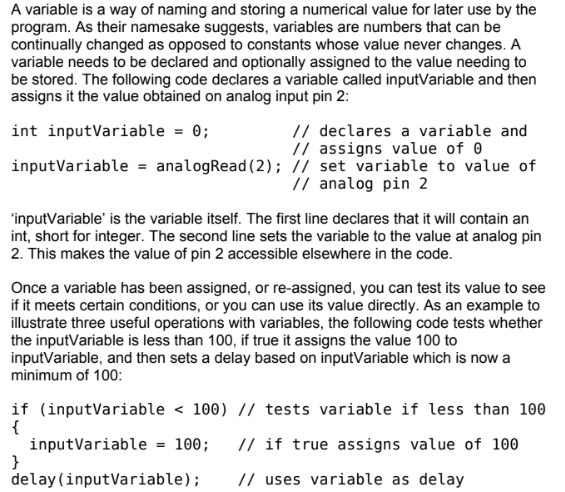 A variable is a way of naming and storing a numerical value for later use by the
program. As their namesake suggests, variables are numbers that can be
continually changed as opposed to constants whose value never changes. A
variable needs to be declared and optionally assigned to the value needing to
be stored. The following code declares a variable called inputVariable and then
assigns it the value obtained on analog input pin 2:
int inputVariable = 0; // declares a variable and
// assigns value of 0
inputVariable = analogRead(2); // set variable to value of
// analog pin 2
'inputVariable' is the variable itself. The first line declares that it will contain an
int, short for integer. The second line sets the variable to the value at analog pin
2. This makes the value of pin 2 accessible elsewhere in the code.
Once a variable has been assigned, or re-assigned, you can test its value to see
if it meets certain conditions, or you can use its value directly. As an example to
illustrate three useful operations with variables, the following code tests whether
the inputVariable is less than 100, if true it assigns the value 100 to
inputVariable, and then sets a delay based on inputVariable which is now a
minimum of 100:
if (inputVariable < 100) // tests variable if less than 100
{
inputVariable = 100; // if true assigns value of 100
}
delay(inputVariable); // uses variable as delay